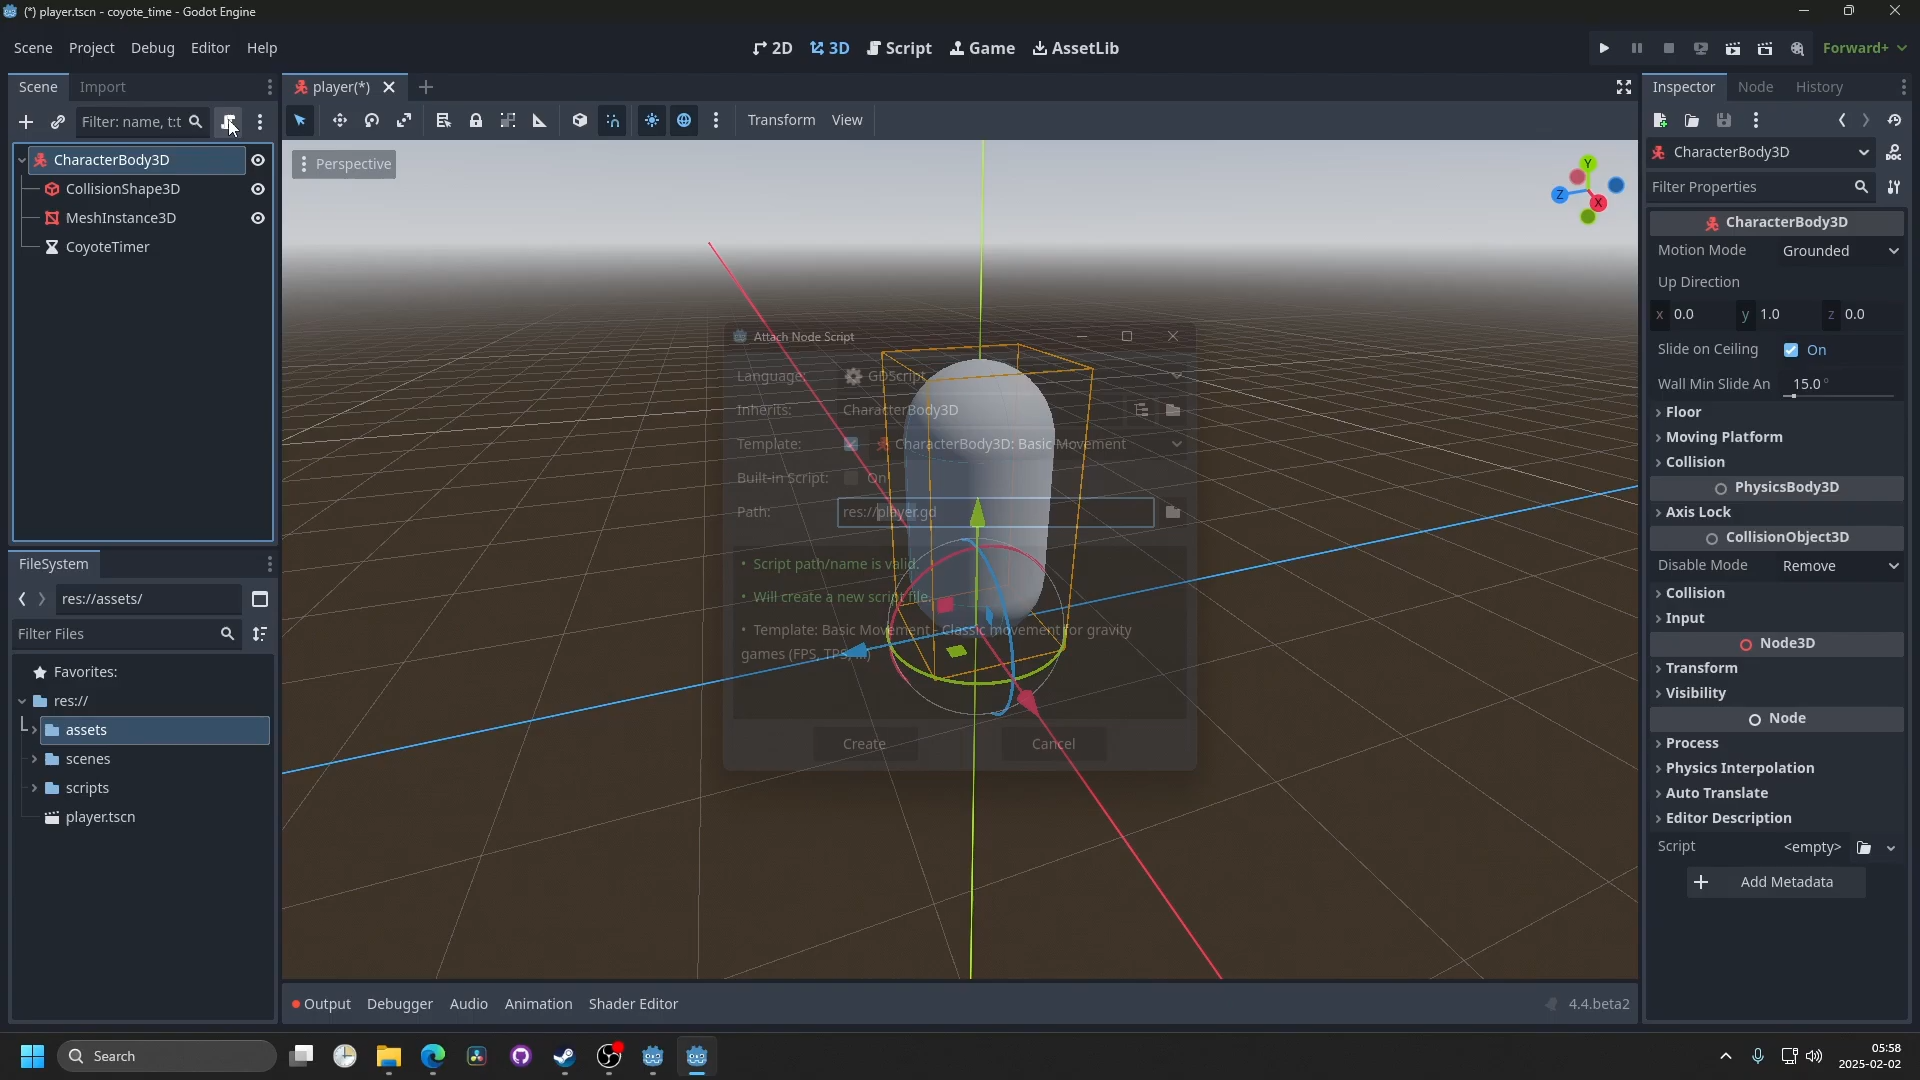 (*) player.tscn - coyote_time - Godot Engine
Scene Project Debug Editor Help
2D 3D Script Game AssetLib
Forward+
Scene Import
player(*)
Inspector Node History
Filter: name, t:t
Transform View
CharacterBody3D
CollisionShape3D
MeshInstance3D
CoyoteTimer
Perspective
Y
Z
X
Attach Node Script
Language: GDScript
Inherits: CharacterBody3D
Template: CharacterBody3D: Basic Movement
Built-in Script: On
Path: res://player.gd
• Script path/name is valid.
• Will create a new script file.
• Template: Basic Movement - Classic movement for gravity
games (FPS, TPS, ...)
Create Cancel
FileSystem
res://assets/
Filter Files
Favorites:
res://
assets
scenes
scripts
player.tscn
CharacterBody3D
Filter Properties
CharacterBody3D
Motion Mode Grounded
Up Direction
x 0.0 y 1.0 z 0.0
Slide on Ceiling On
Wall Min Slide An 15.0 °
Floor
Moving Platform
Collision
PhysicsBody3D
Axis Lock
CollisionObject3D
Disable Mode Remove
Collision
Input
Node3D
Transform
Visibility
Node
Process
Physics Interpolation
Auto Translate
Editor Description
Script <empty>
Add Metadata
Output Debugger Audio Animation Shader Editor
4.4.beta2
Search
05:58
2025-02-02